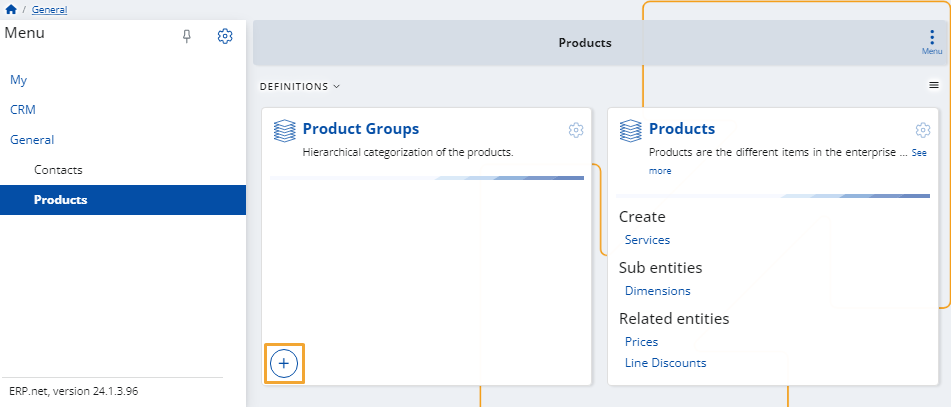 / General
Menu
My
CRM
General
Contacts
Products
ERP.net, version 24.1.3.96
Products
Menu
DEFINITIONS
Product Groups
Hierarchical categorization of the products.
Products
Products are the different items in the enterprise ... See
more
Create
Services
Sub entities
Dimensions
Related entities
Prices
Line Discounts